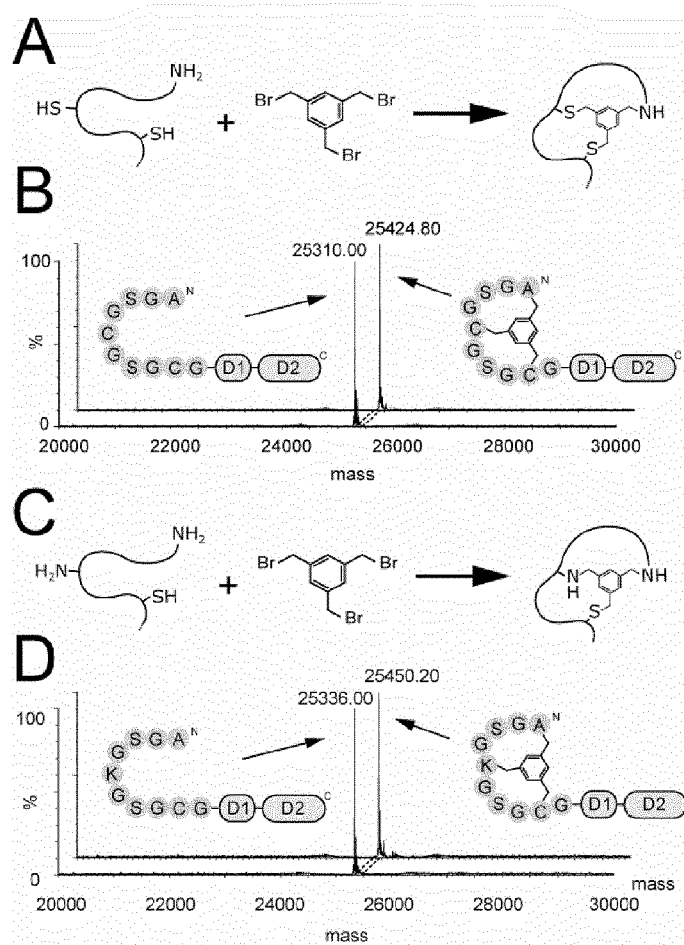 A
HS
SH
NH2
+
Br
Br
Br
S
S
NH
B
25424.80
25310.00
100
%
0
A G S G C G S G C G D1 D2
N
C
A G S G C G S G C G D1 D2
N
C
20000 22000 24000 26000 28000 30000
mass
C
H2N
SH
NH2
+
Br
Br
Br
N
H
S
NH
D
25450.20
25336.00
100
%
0
A G S G K G S G C G D1 D2
N
C
A G S G K G S G C G D1 D2
N
mass
20000 22000 24000 26000 28000 30000
mass